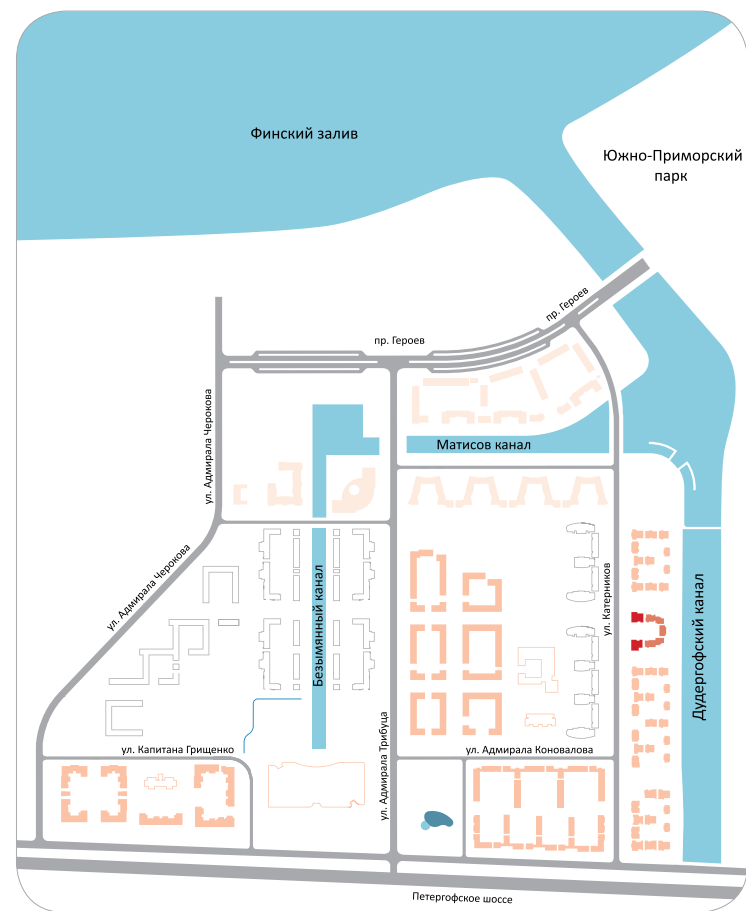 Финский залив
Южно-Приморский
парк
пр. Героев
пр. Героев
ул. Адмирала Черокова
Матисов канал
ул. Адмирала Черокова
Безымянный канал
ул. Катерников
Дудергофский канал
ул. Адмирала Трибуца
ул. Капитана Грищенко
ул. Адмирала Коновалова
Петергофское шоссе